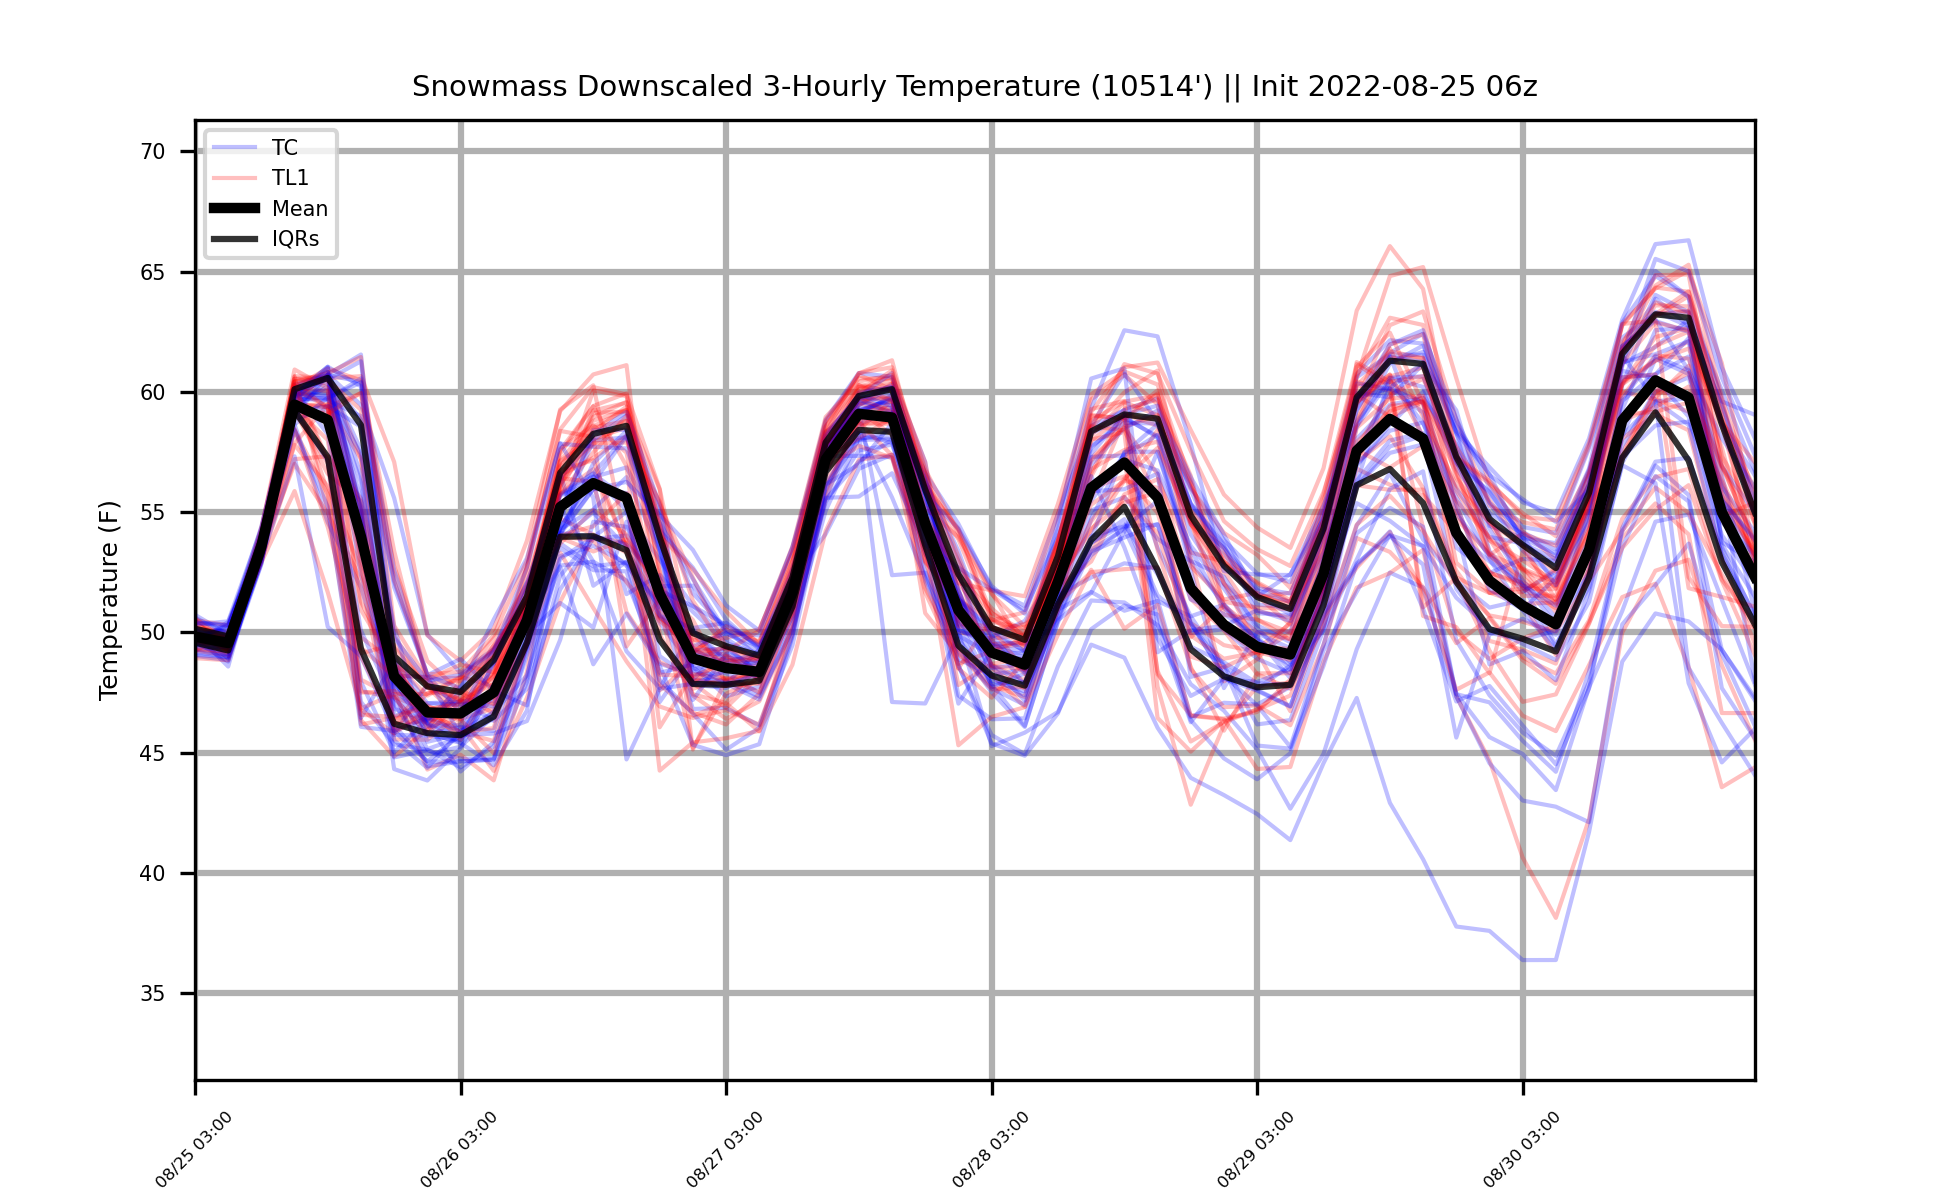 Snowmass Downscaled 3-Hourly Temperature (10514') || Init 2022-08-25 06z
TC
TL1
Mean
IQRs
Temperature (F)
70
65
60
55
50
45
40
35
08/25 03:00
08/26 03:00
08/27 03:00
08/28 03:00
08/29 03:00
08/30 03:00